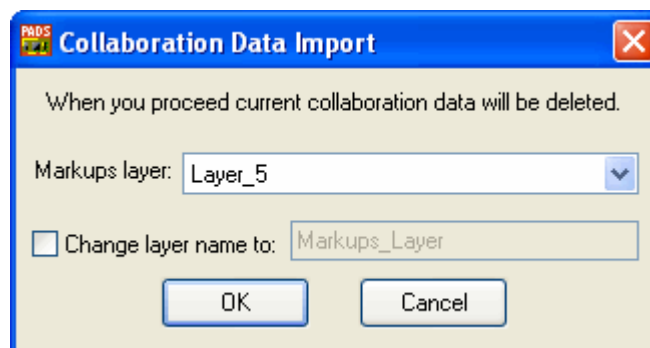 PADS
Collaboration Data Import
When you proceed current collaboration data will be deleted.
Markups layer: Layer_5
Change layer name to: Markups_Layer
OK Cancel